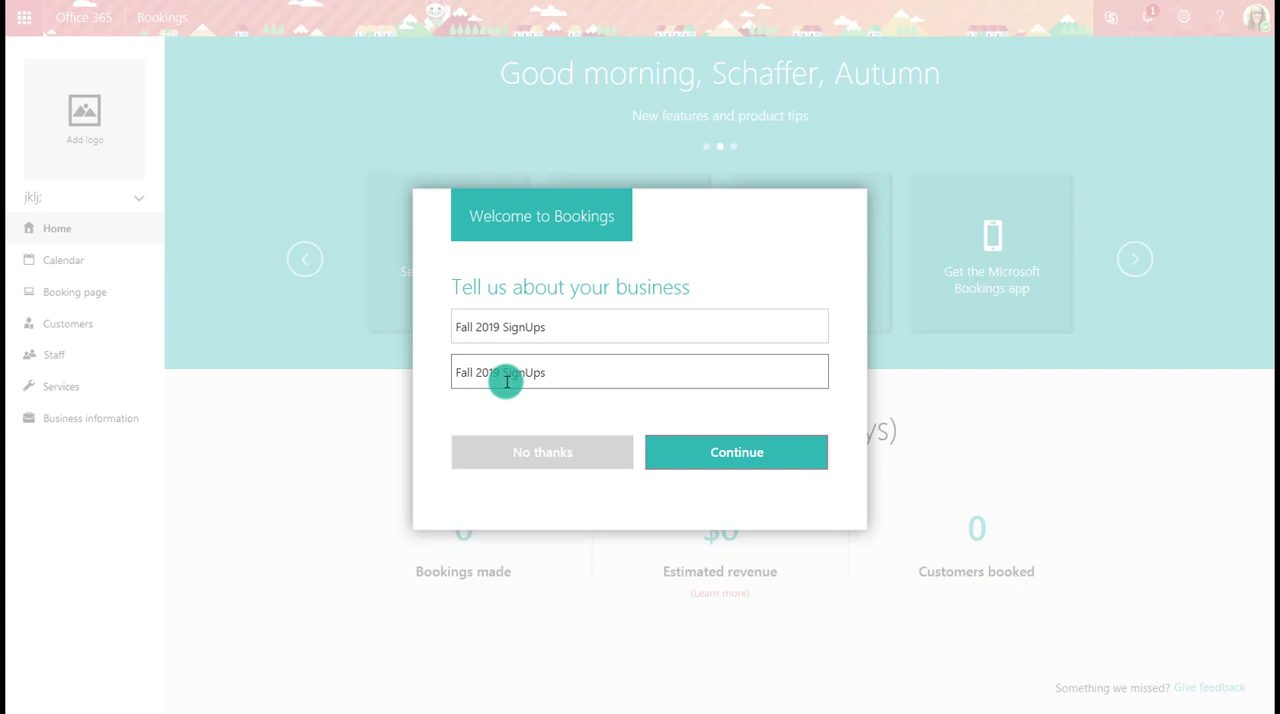 Office 365
Bookings
1
?
Add logo
jklj;
Home
Calendar
Booking page
Customers
Staff
Services
Business information
Good morning, Schaffer, Autumn
New features and product tips
Se
Get the Microsoft
Bookings app
Welcome to Bookings
Tell us about your business
Fall 2019 SignUps
Fall 2019 SignUps
No thanks
Continue
ys)
0
$0
0
Bookings made
Estimated revenue
Customers booked
(Learn more)
Something we missed? Give feedback